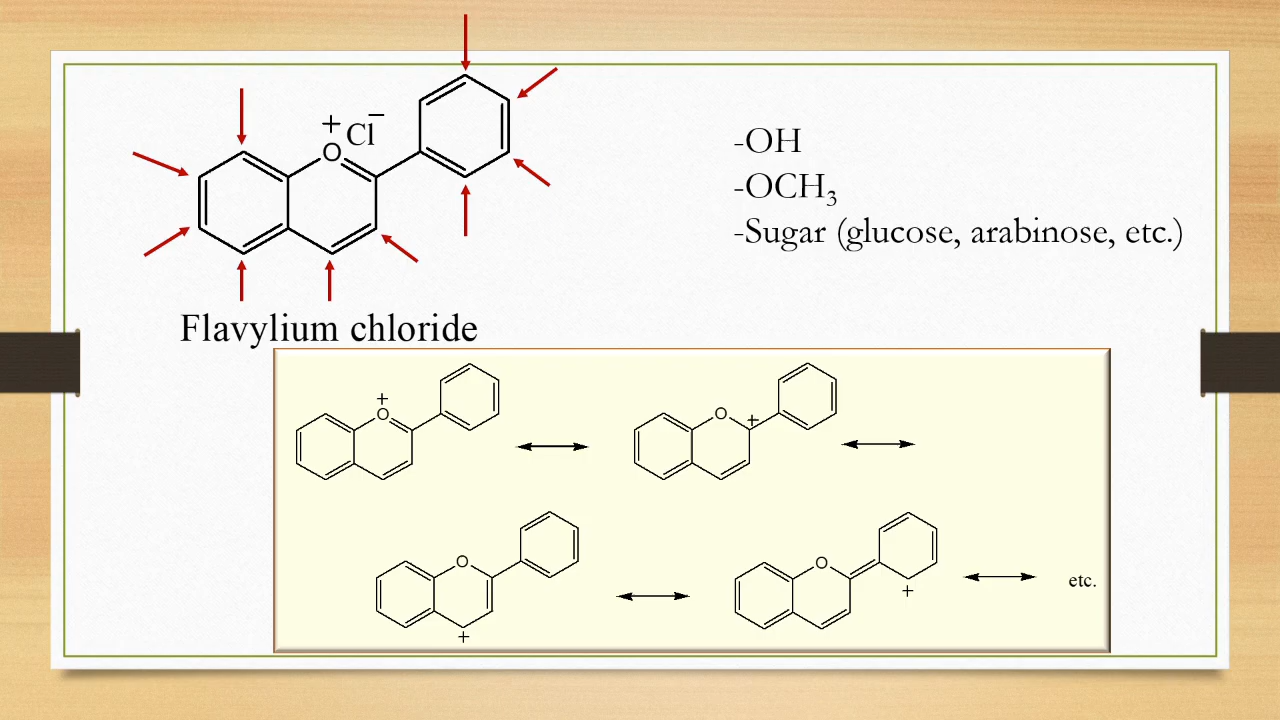 + Cl⁻
O
-OH
-OCH₃
-Sugar (glucose, arabinose, etc.)
Flavylium chloride
+
O
O
+
O
+
O
+
etc.